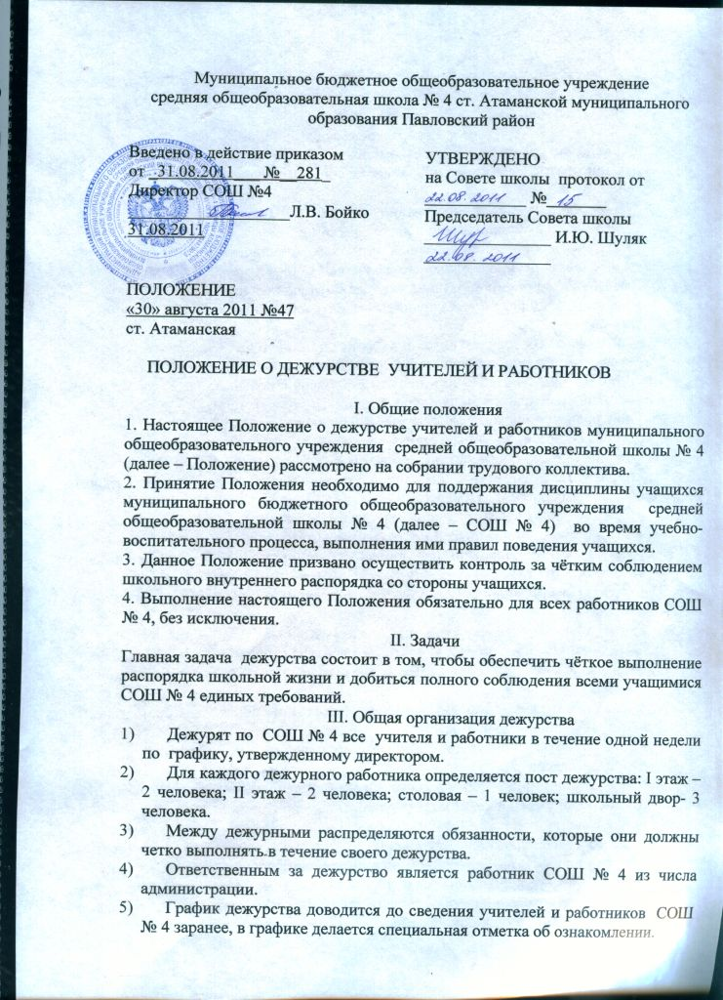 Муниципальное бюджетное общеобразовательное учреждение
средняя общеобразовательная школа № 4 ст. Атаманской муниципального
образования Павловский район
Введено в действие приказом
от 31.08.2011 № 281
Директор СОШ №4
Л.В. Бойко
31.08.2011
УТВЕРЖДЕНО
на Совете школы протокол от
22.08.2011 № 15
Председатель Совета школы
И.Ю. Шуляк
22.08.2011
ПОЛОЖЕНИЕ
«30» августа 2011 №47
ст. Атаманская
ПОЛОЖЕНИЕ О ДЕЖУРСТВЕ УЧИТЕЛЕЙ И РАБОТНИКОВ
I. Общие положения
1. Настоящее Положение о дежурстве учителей и работников муниципального
общеобразовательного учреждения средней общеобразовательной школы № 4
(далее – Положение) рассмотрено на собрании трудового коллектива.
2. Принятие Положения необходимо для поддержания дисциплины учащихся
муниципального бюджетного общеобразовательного учреждения средней
общеобразовательной школы № 4 (далее – СОШ № 4) во время учебно-
воспитательного процесса, выполнения ими правил поведения учащихся.
3. Данное Положение призвано осуществить контроль за чётким соблюдением
школьного внутреннего распорядка со стороны учащихся.
4. Выполнение настоящего Положения обязательно для всех работников СОШ
№ 4, без исключения.
II. Задачи
Главная задача дежурства состоит в том, чтобы обеспечить чёткое выполнение
распорядка школьной жизни и добиться полного соблюдения всеми учащимися
СОШ № 4 единых требований.
III. Общая организация дежурства
1) Дежурят по СОШ № 4 все учителя и работники в течение одной недели
по графику, утвержденному директором.
2) Для каждого дежурного работника определяется пост дежурства: I этаж –
2 человека; II этаж – 2 человека; столовая – 1 человек; школьный двор- 3
человека.
3) Между дежурными распределяются обязанности, которые они должны
четко выполнять в течение своего дежурства.
4) Ответственным за дежурство является работник СОШ № 4 из числа
администрации.
5) График дежурства доводится до сведения учителей и работников СОШ
№ 4 заранее, в графике делается специальная отметка об ознакомлении.